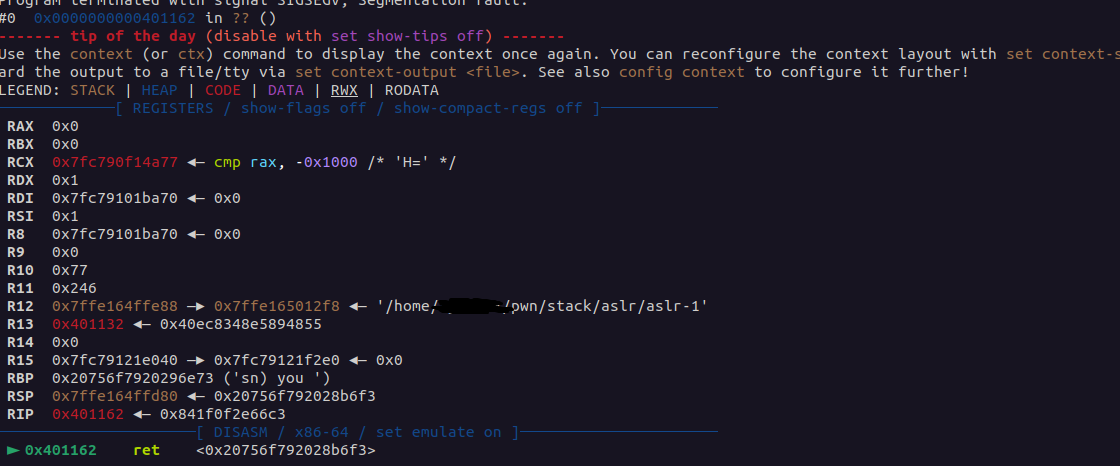 Program terminated with signal SIGSEGV, Segmentation fault.
#0  0x0000000000401162 in ?? ()
------- tip of the day (disable with set show-tips off) -------
Use the context (or ctx) command to display the context once again. You can reconfigure the context layout with set context-s
ard the output to a file/tty via set context-output <file>. See also config context to configure it further!
LEGEND: STACK | HEAP | CODE | DATA | RWX | RODATA
[ REGISTERS / show-flags off / show-compact-regs off ]
RAX  0x0
RBX  0x0
RCX  0x7fc790f14a77 ◂— cmp rax, -0x1000 /* 'H=' */
RDX  0x1
RDI  0x7fc79101ba70 ◂— 0x0
RSI  0x1
R8   0x7fc79101ba70 ◂— 0x0
R9   0x0
R10  0x77
R11  0x246
R12  0x7ffe164ffe88 —▸ 0x7ffe165012f8 ◂— '/home/ /pwn/stack/aslr/aslr-1'
R13  0x401132 ◂— 0x40ec8348e5894855
R14  0x0
R15  0x7fc79121e040 —▸ 0x7fc79121f2e0 ◂— 0x0
RBP  0x20756f7920296e73 ('sn) you ')
RSP  0x7ffe164ffd80 ◂— 0x20756f792028b6f3
RIP  0x401162 ◂— 0x841f0f2e66c3
[ DISASM / x86-64 / set emulate on ]
► 0x401162    ret    <0x20756f792028b6f3>